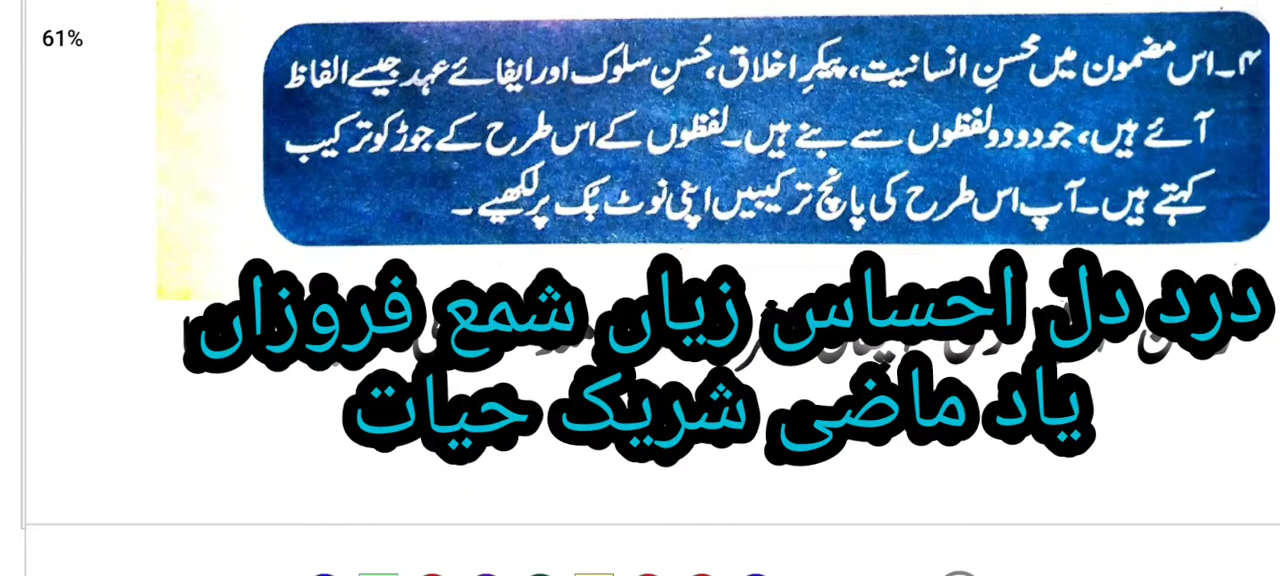 61%
۴۔اس مضمون میں محسنِ انسانیت، پیکرِ اخلاق، حُسنِ سلوک اور ایفائے عہد جیسے الفاظ
آئے ہیں، جو دو دو لفظوں سے بنے ہیں۔ لفظوں کے اس طرح کے جوڑ کو ترکیب
کہتے ہیں۔ آپ اس طرح کی پانچ ترکیبیں اپنی نوٹ بُک پر لکھیے۔
درد دل احساس زیاں شمع فروزاں
یاد ماضی شریک حیات